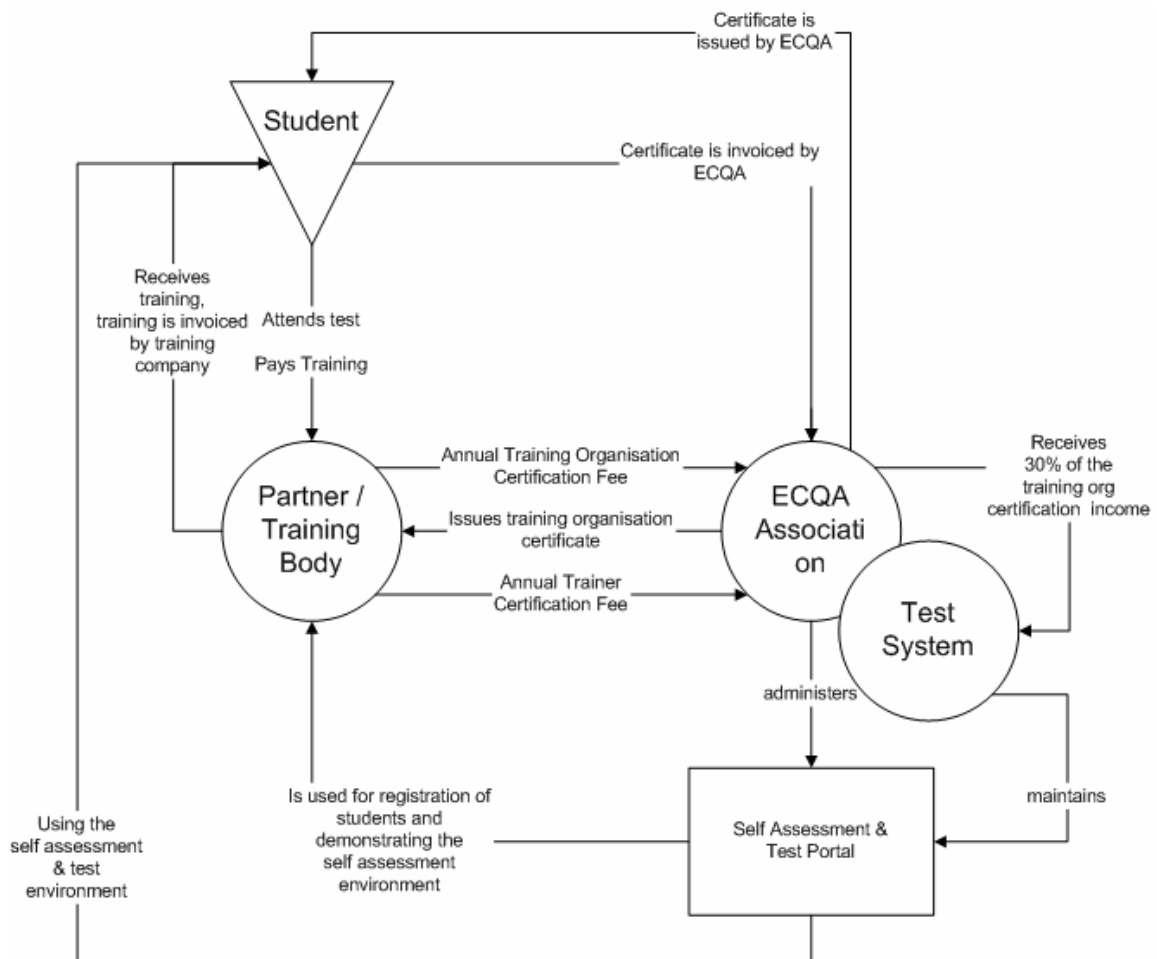 Certificate is
issued by ECQA
Student
Certificate is invoiced by
ECQA
Receives
training,
training is invoiced
by training
company
Attends test
Pays Training
Annual Training Organisation
Certification Fee
Receives
30% of the
training org
certification income
Partner /
Training
Body
Issues training organisation
certificate
ECQA
Associati
on
Annual Trainer
Certification Fee
Test
System
administers
Is used for registration of
students and
demonstrating the
self assessment
environment
maintains
Using the
self assessment
& test
environment
Self Assessment &
Test Portal